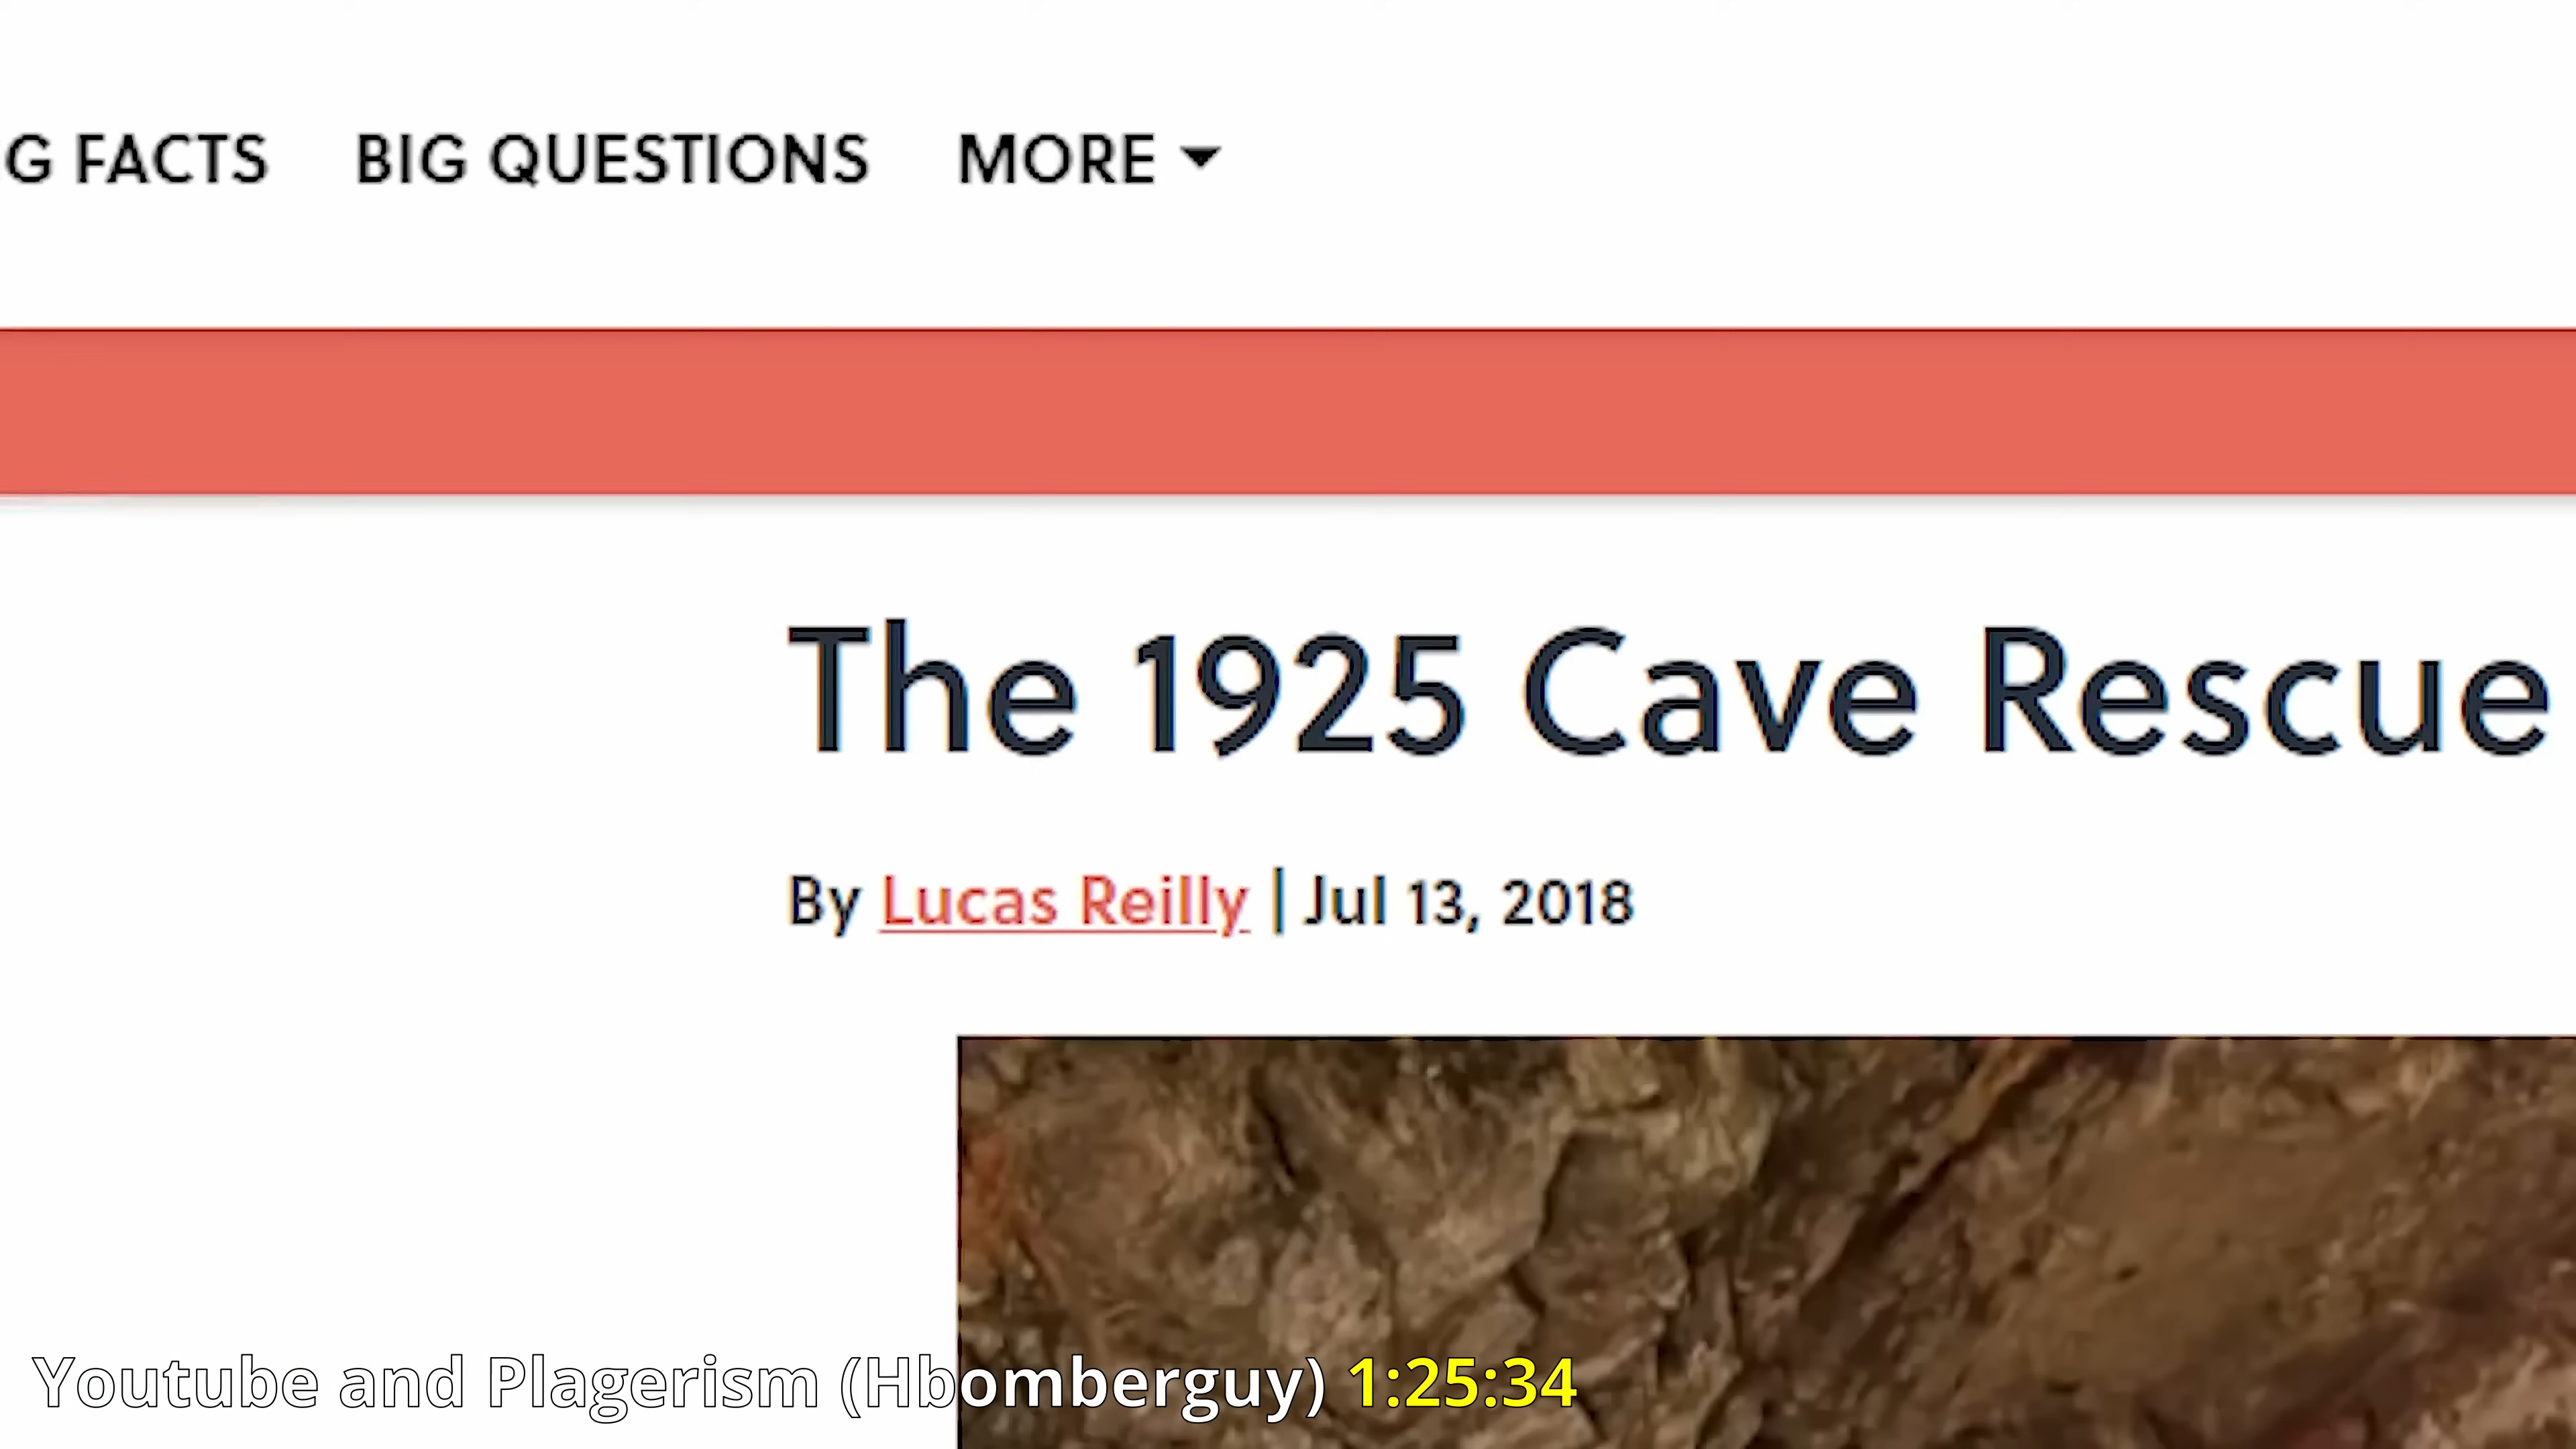 G FACTS BIG QUESTIONS MORE
The 1925 Cave Rescue
By Lucas Reilly | Jul 13, 2018
Youtube and Plagerism (Hbomberguy) 1:25:34